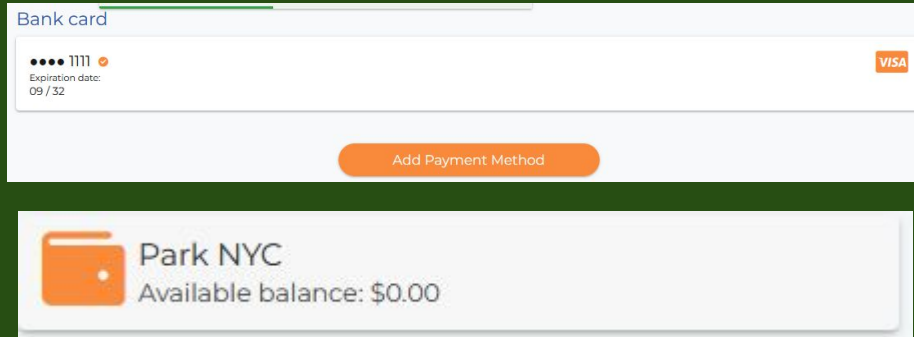 Bank card
•••• 1111
VISA
Expiration date:
09 / 32
Add Payment Method
Park NYC
Available balance: $0.00